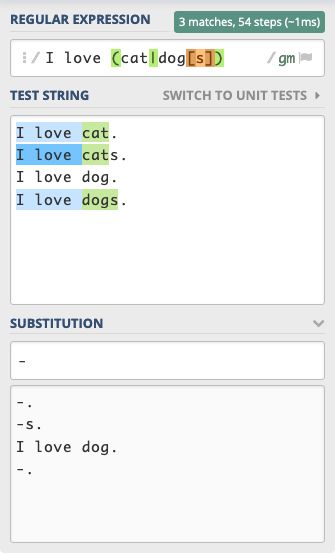 REGULAR EXPRESSION 3 matches, 54 steps (~1ms)
/ I love (cat|dog[s]) / gm
TEST STRING SWITCH TO UNIT TESTS
I love cat.
I love cats.
I love dog.
I love dogs.
SUBSTITUTION
-
-.
-s.
I love dog.
-.